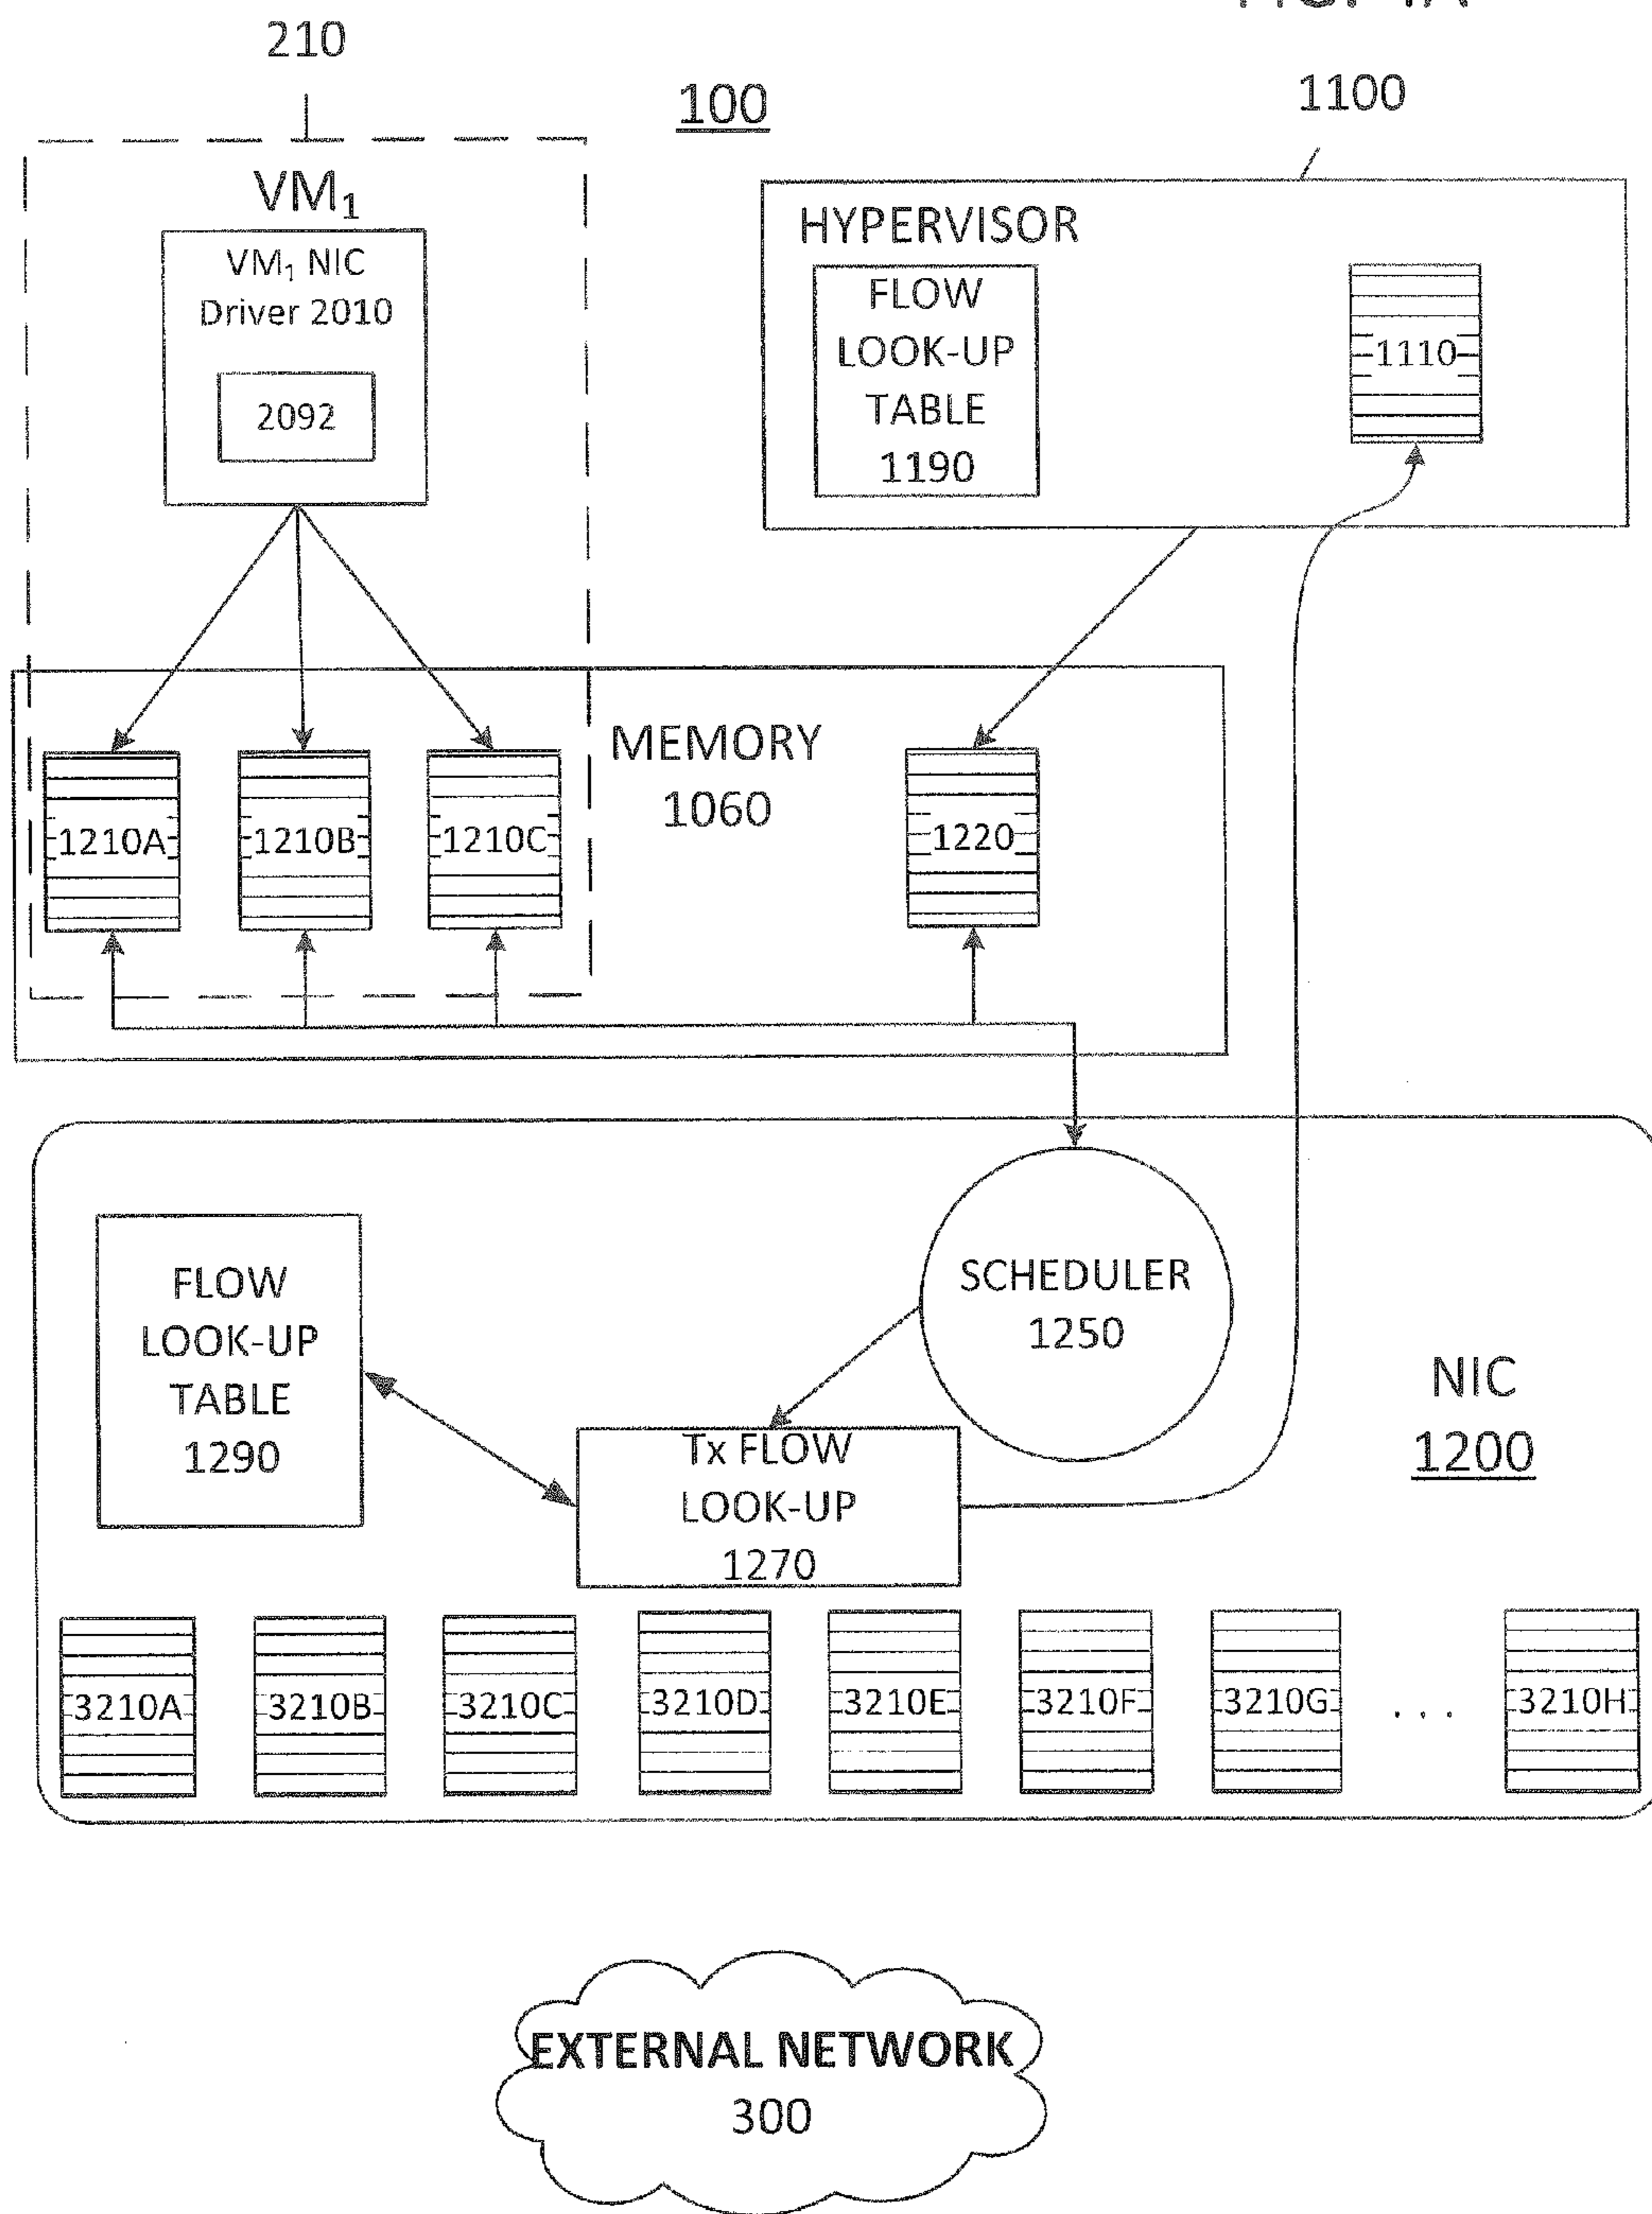 210
100
1100
VM₁
VM₁ NIC
Driver 2010
2092
HYPERVISOR
FLOW
LOOK-UP
TABLE
1190
1110
MEMORY
1060
1210A
1210B
1210C
1220
SCHEDULER
1250
FLOW
LOOK-UP
TABLE
1290
Tx FLOW
LOOK-UP
1270
NIC
1200
3210A
3210B
3210C
3210D
3210E
3210F
3210G
. . .
3210H
EXTERNAL NETWORK
300